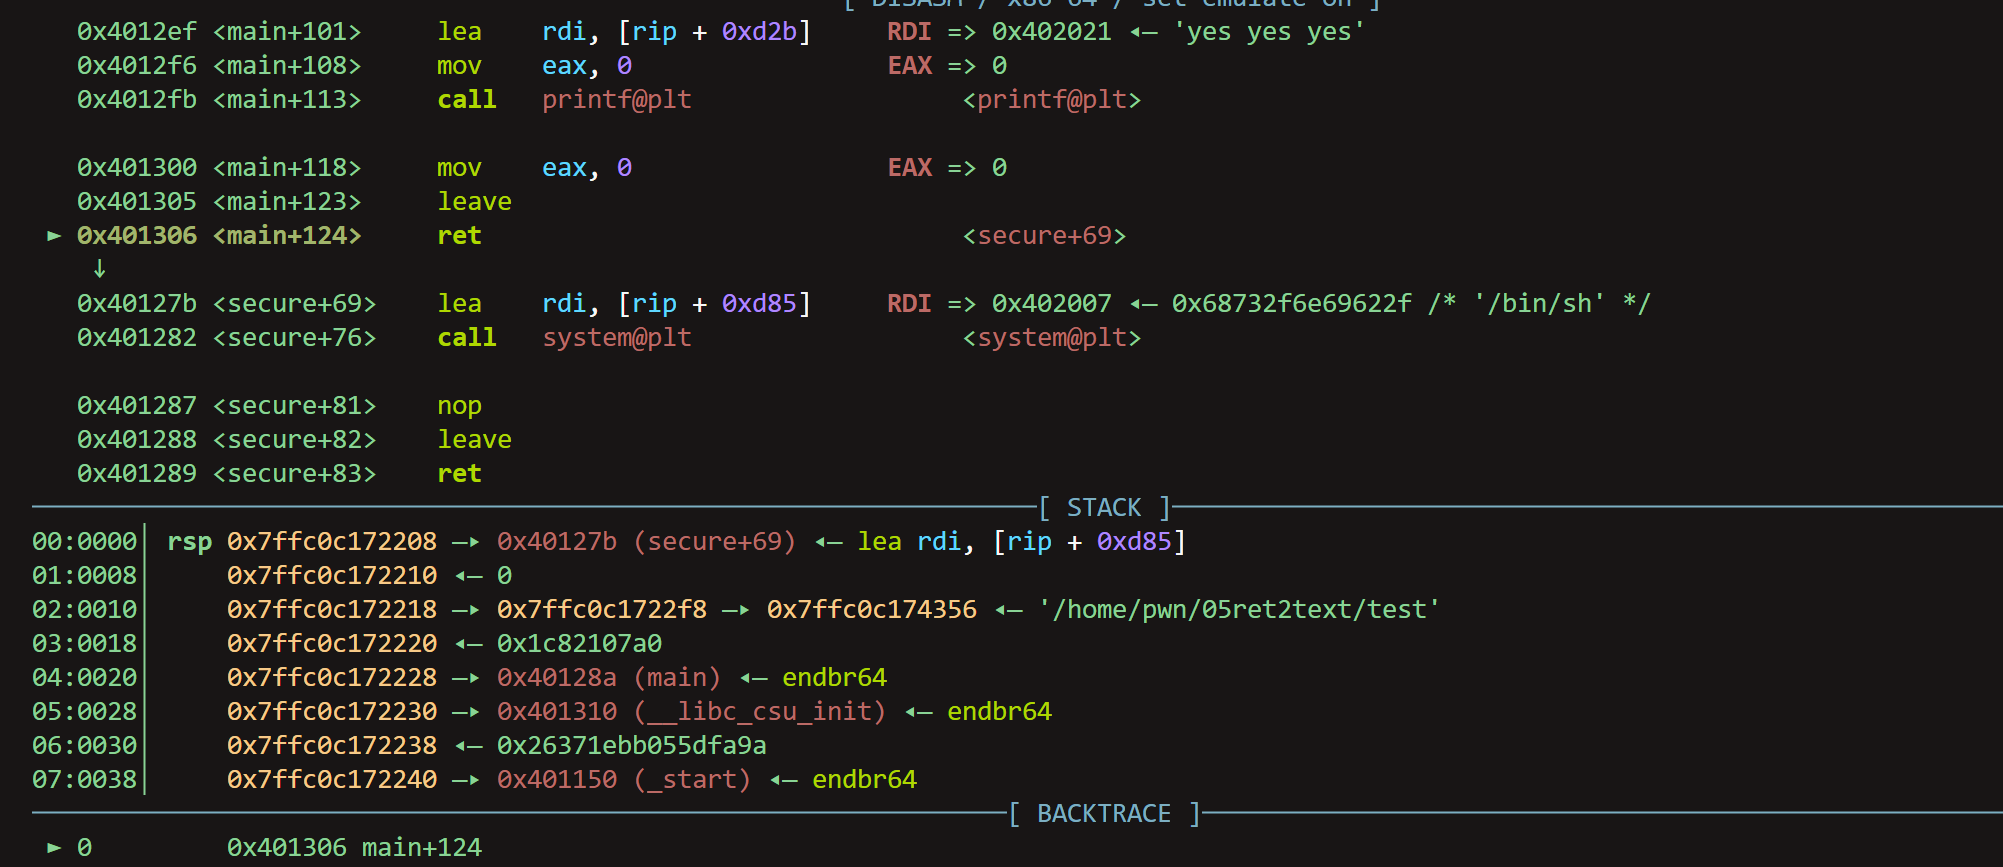 [ DISASM / x86-64 / set emulate on ]
0x4012ef <main+101>     lea    rdi, [rip + 0xd2b]     RDI => 0x402021 ◂— 'yes yes yes'
0x4012f6 <main+108>     mov    eax, 0                 EAX => 0
0x4012fb <main+113>     call   printf@plt                  <printf@plt>
0x401300 <main+118>     mov    eax, 0                 EAX => 0
0x401305 <main+123>     leave
► 0x401306 <main+124>     ret                                <secure+69>
↓
0x40127b <secure+69>    lea    rdi, [rip + 0xd85]     RDI => 0x402007 ◂— 0x68732f6e69622f /* '/bin/sh' */
0x401282 <secure+76>    call   system@plt                  <system@plt>
0x401287 <secure+81>    nop
0x401288 <secure+82>    leave
0x401289 <secure+83>    ret
[ STACK ]
00:0000│ rsp 0x7ffc0c172208 —▸ 0x40127b (secure+69) ◂— lea rdi, [rip + 0xd85]
01:0008│     0x7ffc0c172210 ◂— 0
02:0010│     0x7ffc0c172218 —▸ 0x7ffc0c1722f8 —▸ 0x7ffc0c174356 ◂— '/home/pwn/05ret2text/test'
03:0018│     0x7ffc0c172220 ◂— 0x1c82107a0
04:0020│     0x7ffc0c172228 —▸ 0x40128a (main) ◂— endbr64
05:0028│     0x7ffc0c172230 —▸ 0x401310 (__libc_csu_init) ◂— endbr64
06:0030│     0x7ffc0c172238 ◂— 0x26371ebb055dfa9a
07:0038│     0x7ffc0c172240 —▸ 0x401150 (_start) ◂— endbr64
[ BACKTRACE ]
► 0         0x401306 main+124